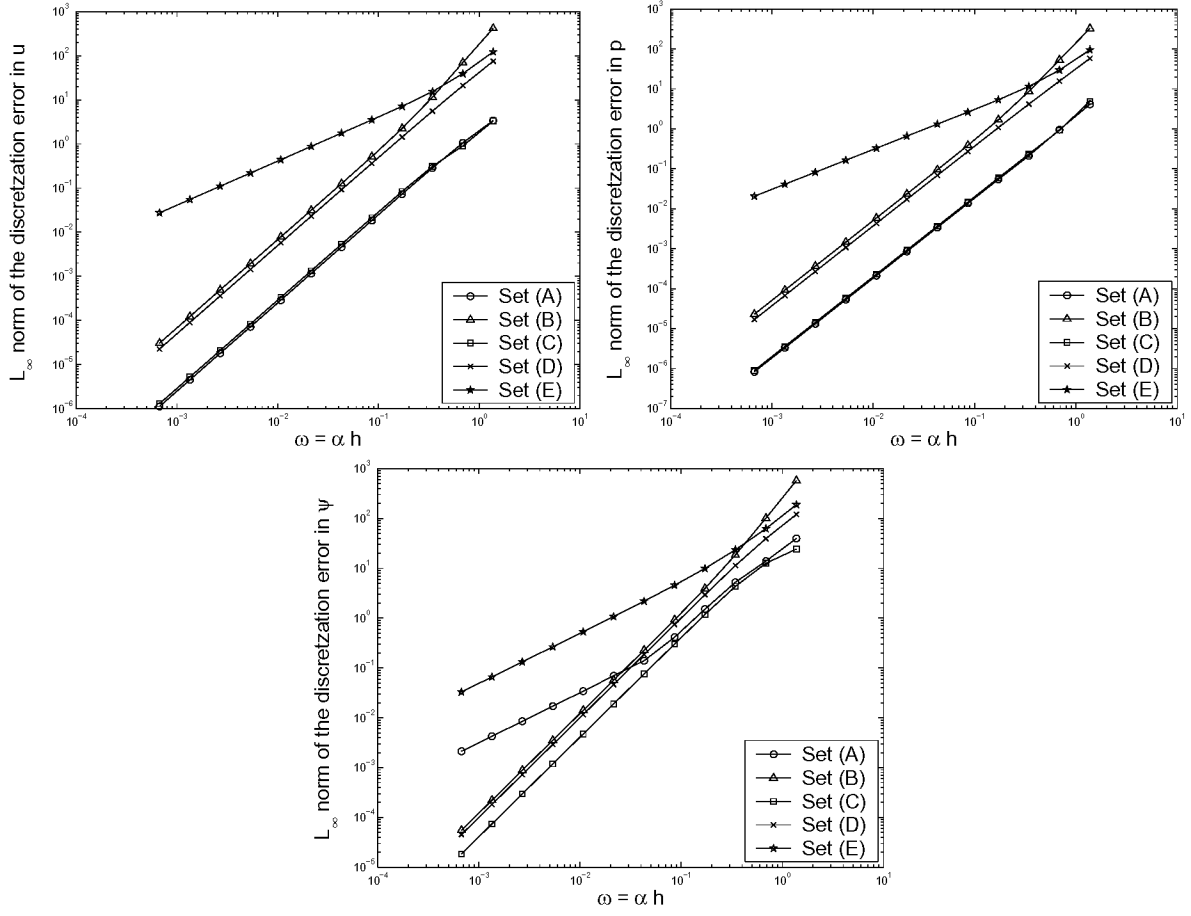 L∞ norm of the discretzation error in u
10^3
10^2
10^1
10^0
10^-1
10^-2
10^-3
10^-4
10^-5
10^-6
10^-4 10^-3 10^-2 10^-1 10^0 10^1
ω = α h
Set (A)
Set (B)
Set (C)
Set (D)
Set (E)
L∞ norm of the discretzation error in p
10^3
10^2
10^1
10^0
10^-1
10^-2
10^-3
10^-4
10^-5
10^-6
10^-7
10^-4 10^-3 10^-2 10^-1 10^0 10^1
ω = α h
Set (A)
Set (B)
Set (C)
Set (D)
Set (E)
L∞ norm of the discretzation error in ψ
10^3
10^2
10^1
10^0
10^-1
10^-2
10^-3
10^-4
10^-5
10^-6
10^-4 10^-3 10^-2 10^-1 10^0 10^1
ω = α h
Set (A)
Set (B)
Set (C)
Set (D)
Set (E)